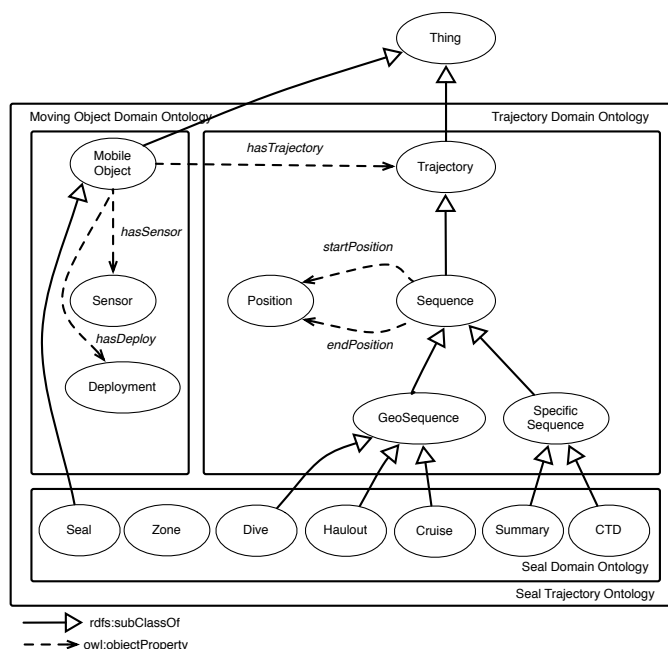 Thing
Moving Object Domain Ontology
Trajectory Domain Ontology
Mobile
Object
hasTrajectory
Trajectory
hasSensor
startPosition
Sensor
Position
Sequence
hasDeploy
endPosition
Deployment
GeoSequence
Specific
Sequence
Seal
Zone
Dive
Haulout
Cruise
Summary
CTD
Seal Domain Ontology
Seal Trajectory Ontology
rdfs:subClassOf
owl:objectProperty